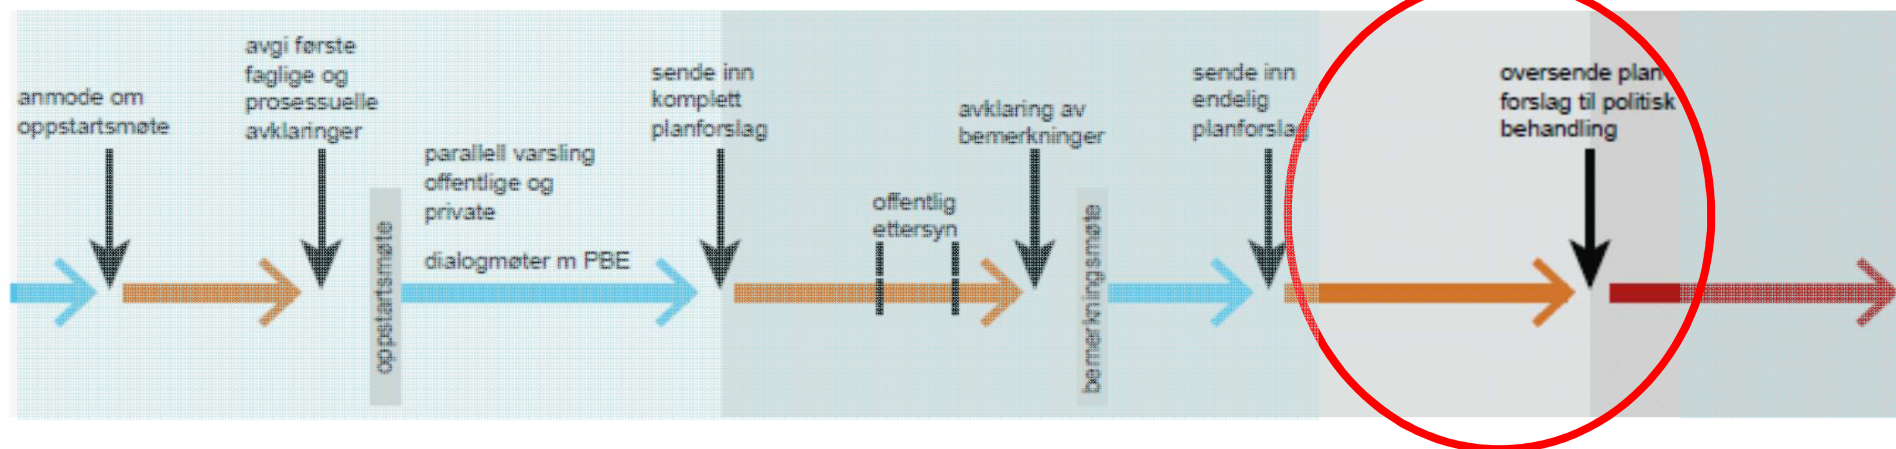 anmode om
oppstartsmøte
avgi første
faglige og
prosessuelle
avklaringer
oppstartsmøte
parallell varsling
offentlige og
private
dialogmøter m PBE
sende inn
komplett
planforslag
offentlig
ettersyn
avklaring av
bemerkninger
bemerkningsmøte
sende inn
endelig
planforslag
oversende plan
forslag til politisk
behandling